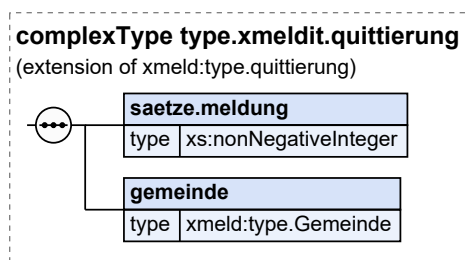 complexType type.xmeldit.quittierung
(extension of xmeld:type.quittierung)
saetze.meldung
type xs:nonNegativeInteger
gemeinde
type xmeld:type.Gemeinde